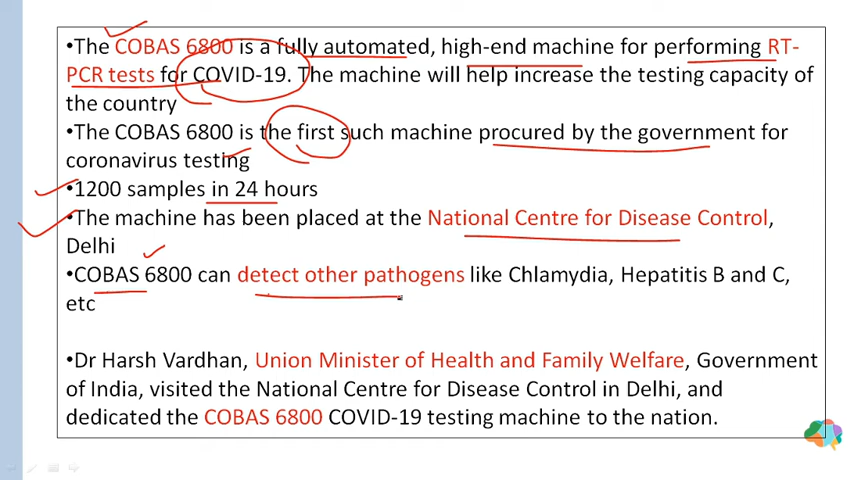 •The COBAS 6800 is a fully automated, high-end machine for performing RT-
PCR tests for COVID-19. The machine will help increase the testing capacity of
the country
•The COBAS 6800 is the first such machine procured by the government for
coronavirus testing
•1200 samples in 24 hours
•The machine has been placed at the National Centre for Disease Control,
Delhi
•COBAS 6800 can detect other pathogens like Chlamydia, Hepatitis B and C,
etc
•Dr Harsh Vardhan, Union Minister of Health and Family Welfare, Government
of India, visited the National Centre for Disease Control in Delhi, and
dedicated the COBAS 6800 COVID-19 testing machine to the nation.